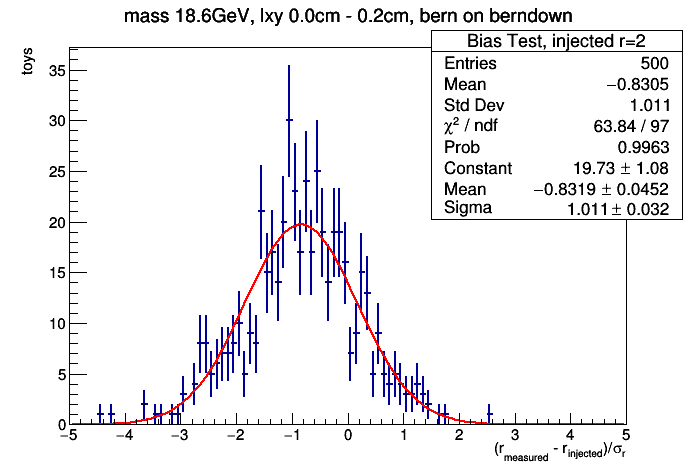 mass 18.6GeV, lxy 0.0cm - 0.2cm, bern on berndown
toys
Bias Test, injected r=2
Entries 500
Mean −0.8305
Std Dev 1.011
χ² / ndf 63.84 / 97
Prob 0.9963
Constant 19.73 ± 1.08
Mean −0.8319 ± 0.0452
Sigma 1.011 ± 0.032
35
30
25
20
15
10
5
0
−5 −4 −3 −2 −1 0 1 2 3 4 5
(r_measured - r_injected)/σ_r